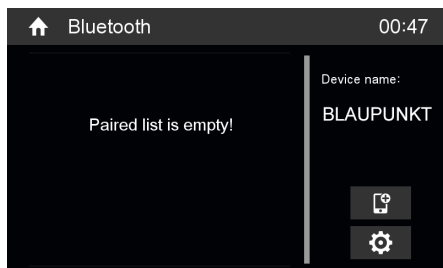 Bluetooth 00:47
Device name:
Paired list is empty!
BLAUPUNKT